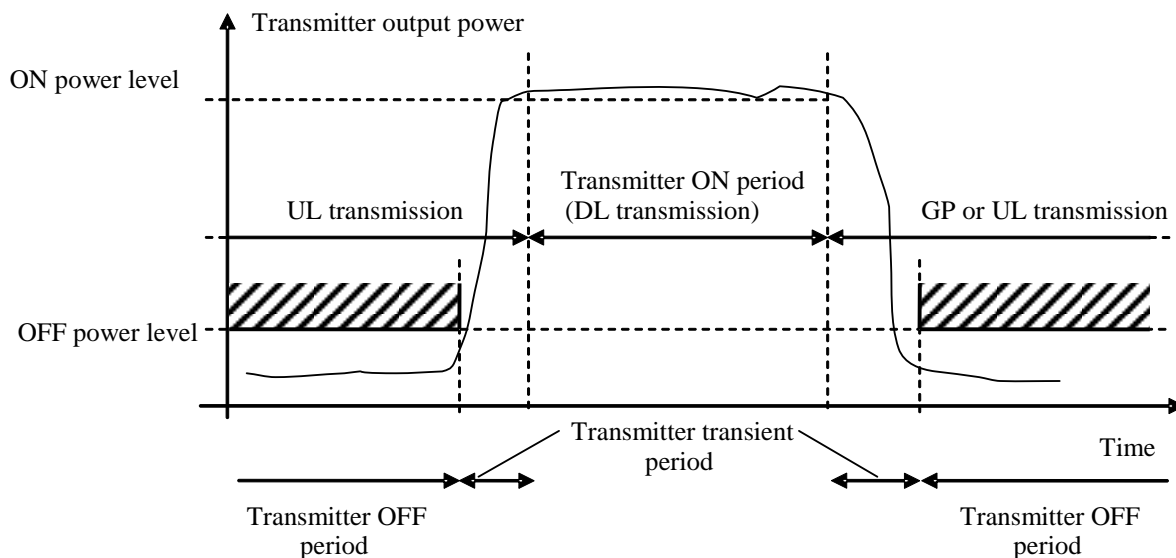 Transmitter output power
ON power level
Transmitter ON period
(DL transmission)
UL transmission
GP or UL transmission
OFF power level
Transmitter transient
period
Time
Transmitter OFF
period
Transmitter OFF
period